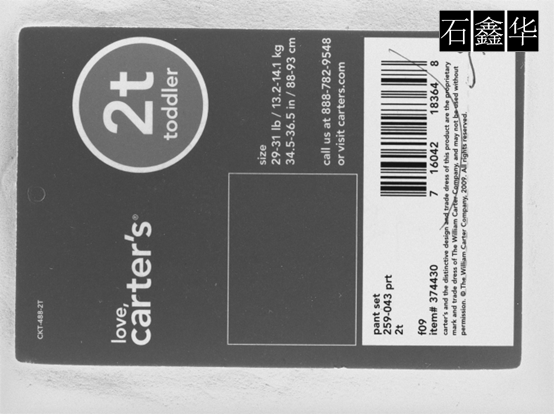 石鑫华
2t
toddler
love,
carter's®
CKT-488-2T
size
29-31 lb / 13.2-14.1 kg
34.5-36.5 in / 88-93 cm
call us at 888-782-9548
or visit carters.com
7 16042 18364 8
pant set
259-043 prt
2t
f09
item# 374430
carter's and the distinctive design and trade dress of this product are the proprietary
mark and trade dress of The William Carter Company, and may not be used without
permission. © The William Carter Company, 2009. All rights reserved.